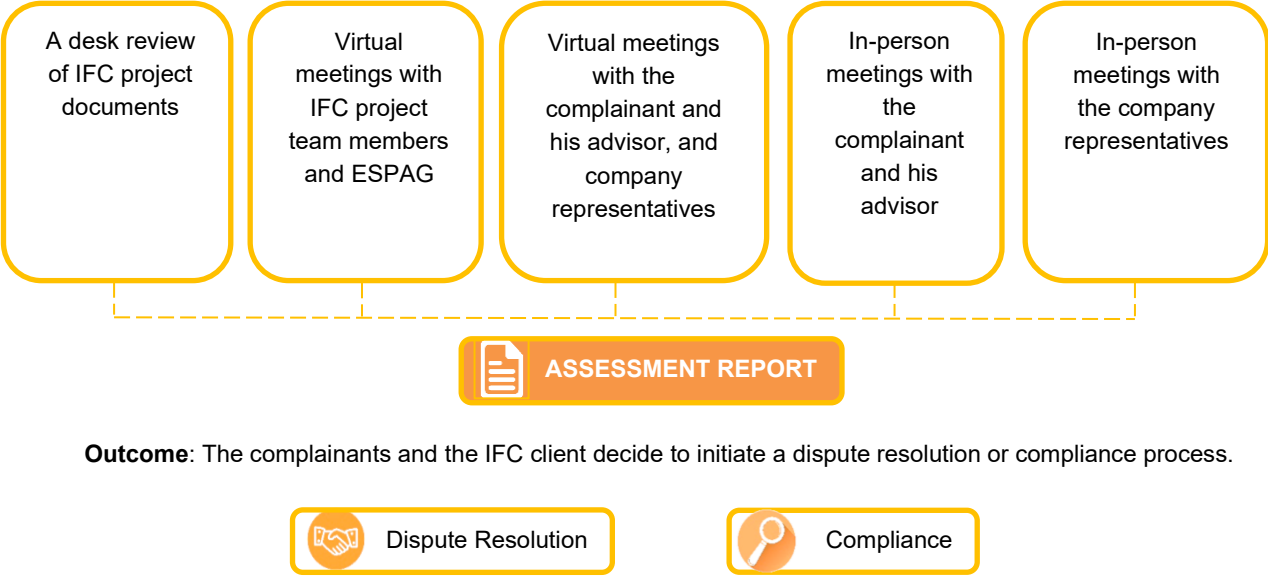 A desk review
of IFC project
documents
Virtual
meetings with
IFC project
team members
and ESPAG
Virtual meetings
with the
complainant and
his advisor, and
company
representatives
In-person
meetings with
the
complainant
and his
advisor
In-person
meetings with
the company
representatives
ASSESSMENT REPORT
Outcome: The complainants and the IFC client decide to initiate a dispute resolution or compliance process.
Dispute Resolution
Compliance